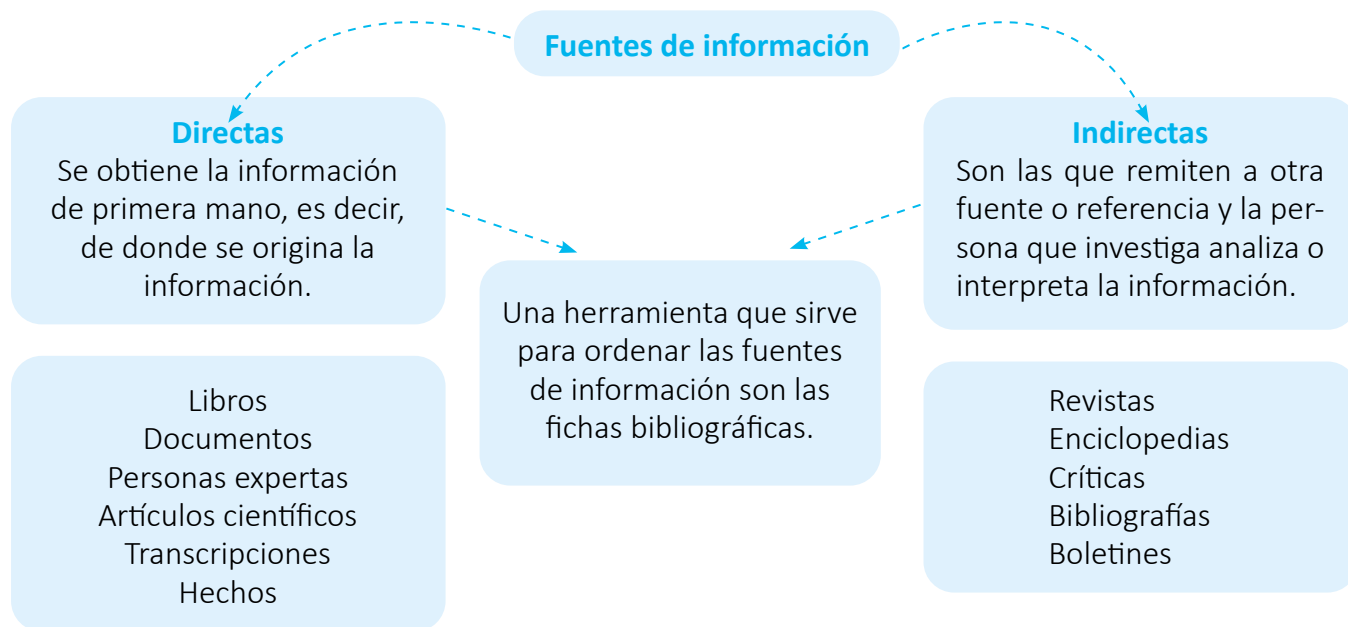 Fuentes de información
Directas
Se obtiene la información
de primera mano, es decir,
de donde se origina la
información.
Indirectas
Son las que remiten a otra
fuente o referencia y la per-
sona que investiga analiza o
interpreta la información.
Una herramienta que sirve
para ordenar las fuentes
de información son las
fichas bibliográficas.
Libros
Documentos
Personas expertas
Artículos científicos
Transcripciones
Hechos
Revistas
Enciclopedias
Críticas
Bibliografías
Boletines